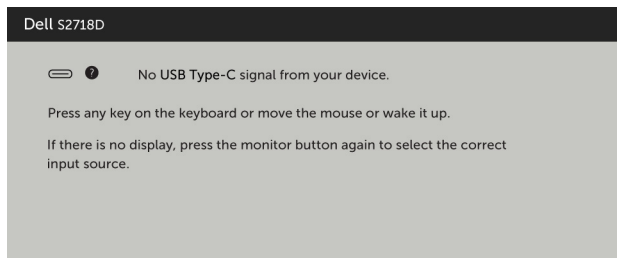 Dell S2718D
? No USB Type-C signal from your device.
Press any key on the keyboard or move the mouse or wake it up.
If there is no display, press the monitor button again to select the correct
input source.